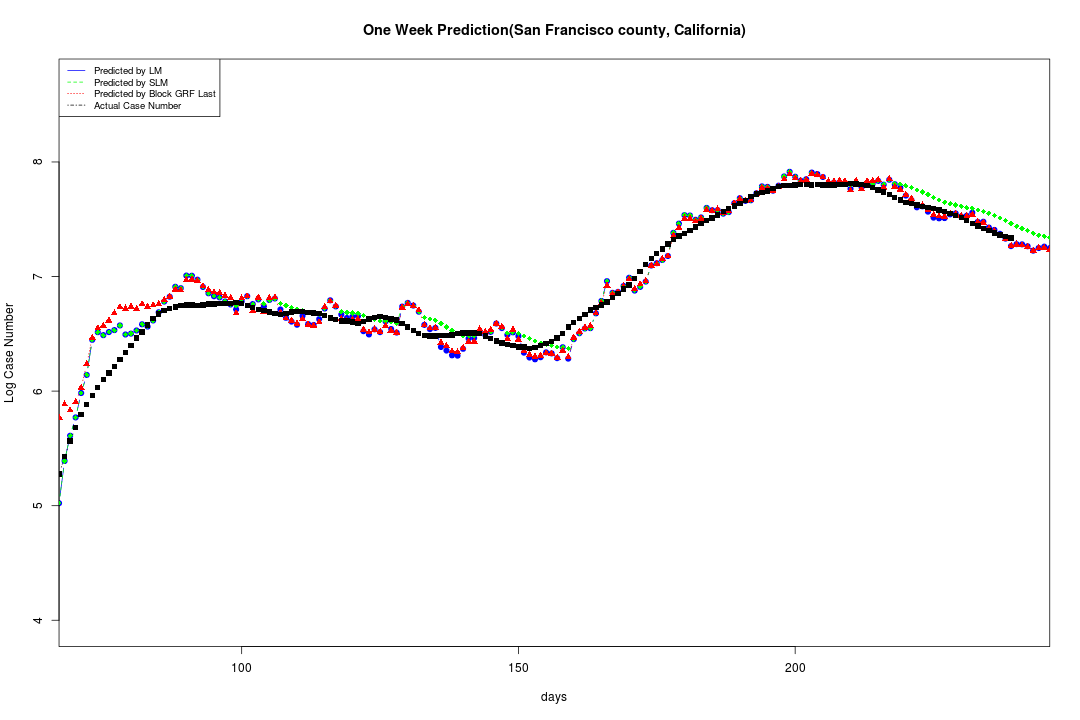 One Week Prediction(San Francisco county, California)
Predicted by LM
Predicted by SLM
Predicted by Block GRF Last
Actual Case Number
8
7
6
5
4
Log Case Number
100 150 200
days